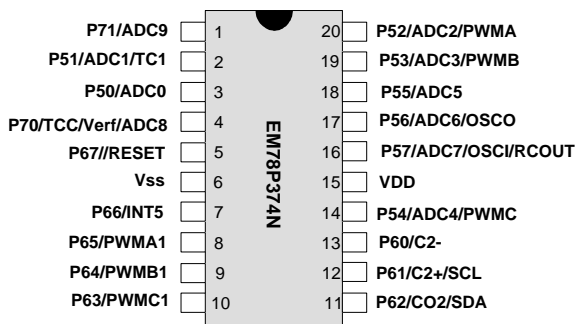 P71/ADC9 1 20 P52/ADC2/PWMA
P51/ADC1/TC1 2 19 P53/ADC3/PWMB
P50/ADC0 3 18 P55/ADC5
P70/TCC/Verf/ADC8 4 17 P56/ADC6/OSCO
P67//RESET 5 16 P57/ADC7/OSCI/RCOUT
Vss 6 15 VDD
P66/INT5 7 14 P54/ADC4/PWMC
P65/PWMA1 8 13 P60/C2-
P64/PWMB1 9 12 P61/C2+/SCL
P63/PWMC1 10 11 P62/CO2/SDA
EM78P374N